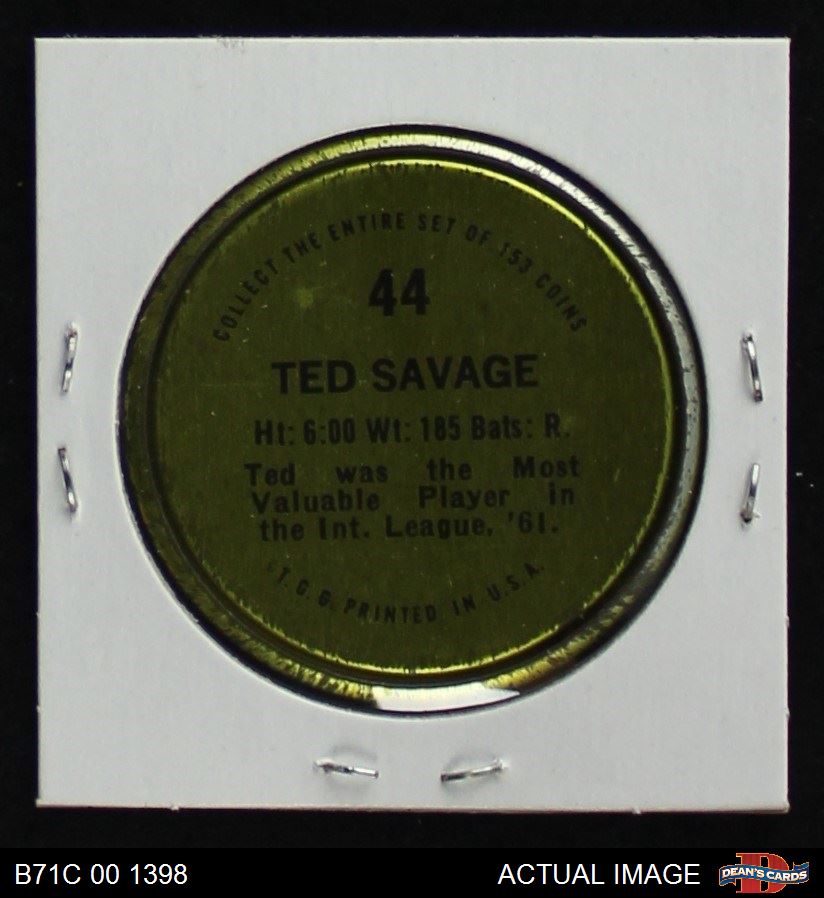 COLLECT THE ENTIRE SET OF 153 COINS
44
TED SAVAGE
Ht: 6:00 Wt: 185 Bats: R.
Ted was the Most
Valuable Player in
the Int. League, '61.
T.C.G. PRINTED IN U.S.A.
B71C 00 1398
ACTUAL IMAGE
D
DEAN'S CARDS